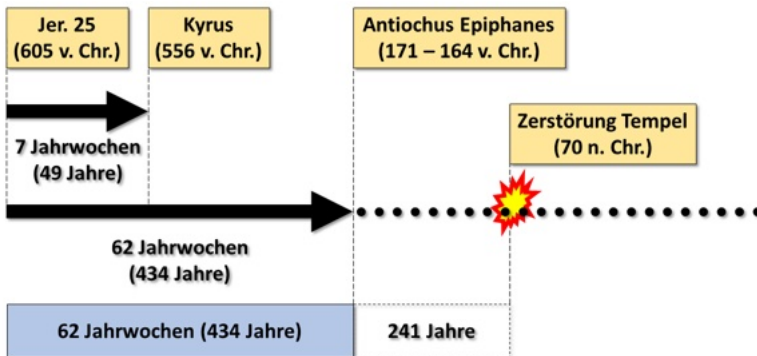 Jer. 25
(605 v. Chr.)
Kyrus
(556 v. Chr.)
Antiochus Epiphanes
(171 – 164 v. Chr.)
Zerstörung Tempel
(70 n. Chr.)
7 Jahrwochen
(49 Jahre)
62 Jahrwochen
(434 Jahre)
62 Jahrwochen (434 Jahre)
241 Jahre